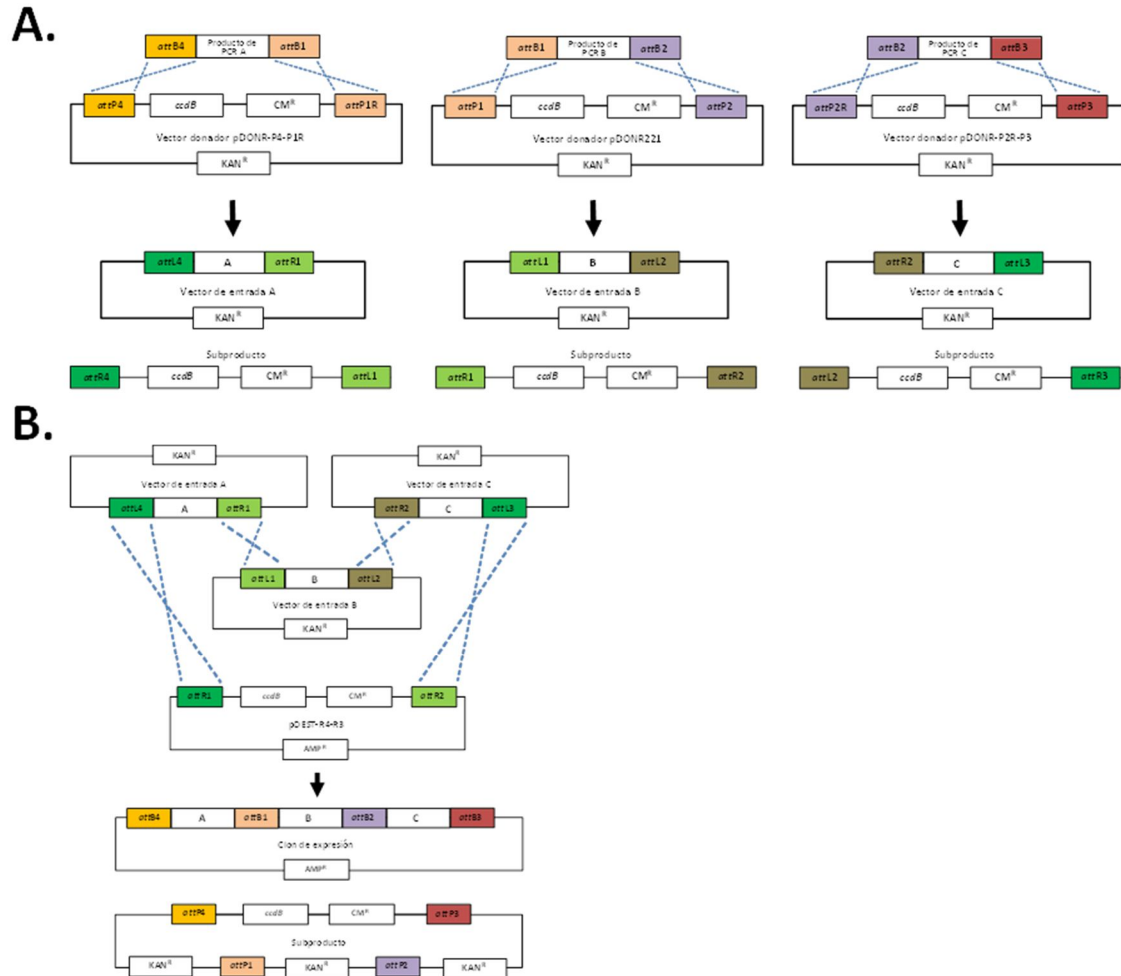 A.
attB4 Producto de PCR A attB1
attB1 Producto de PCR B attB2
attB2 Producto de PCR C attB3
attP4 ccdB CMᴿ attP1R
attP1 ccdB CMᴿ attP2
attP2R ccdB CMᴿ attP3
Vector donador pDONR-P4-P1R
Vector donador pDONR221
Vector donador pDONR-P2R-P3
KANᴿ
KANᴿ
KANᴿ
attL4 A attR1
attL1 B attL2
attR2 C attL3
Vector de entrada A
Vector de entrada B
Vector de entrada C
KANᴿ
KANᴿ
KANᴿ
Subproducto
Subproducto
Subproducto
attR4 ccdB CMᴿ attL1
attR1 ccdB CMᴿ attR2
attL2 ccdB CMᴿ attR3
B.
KANᴿ
KANᴿ
Vector de entrada A
Vector de entrada C
attL4 A attR1
attR2 C attL3
attL1 B attL2
Vector de entrada B
KANᴿ
attR1 ccdB CMᴿ attR2
pDEST-R4-R3
AMPᴿ
attB4 A attB1 B attB2 C attB3
Clon de expresión
AMPᴿ
attP4 ccdB CMᴿ attP3
Subproducto
KANᴿ attP1 KANᴿ attP2 KANᴿ